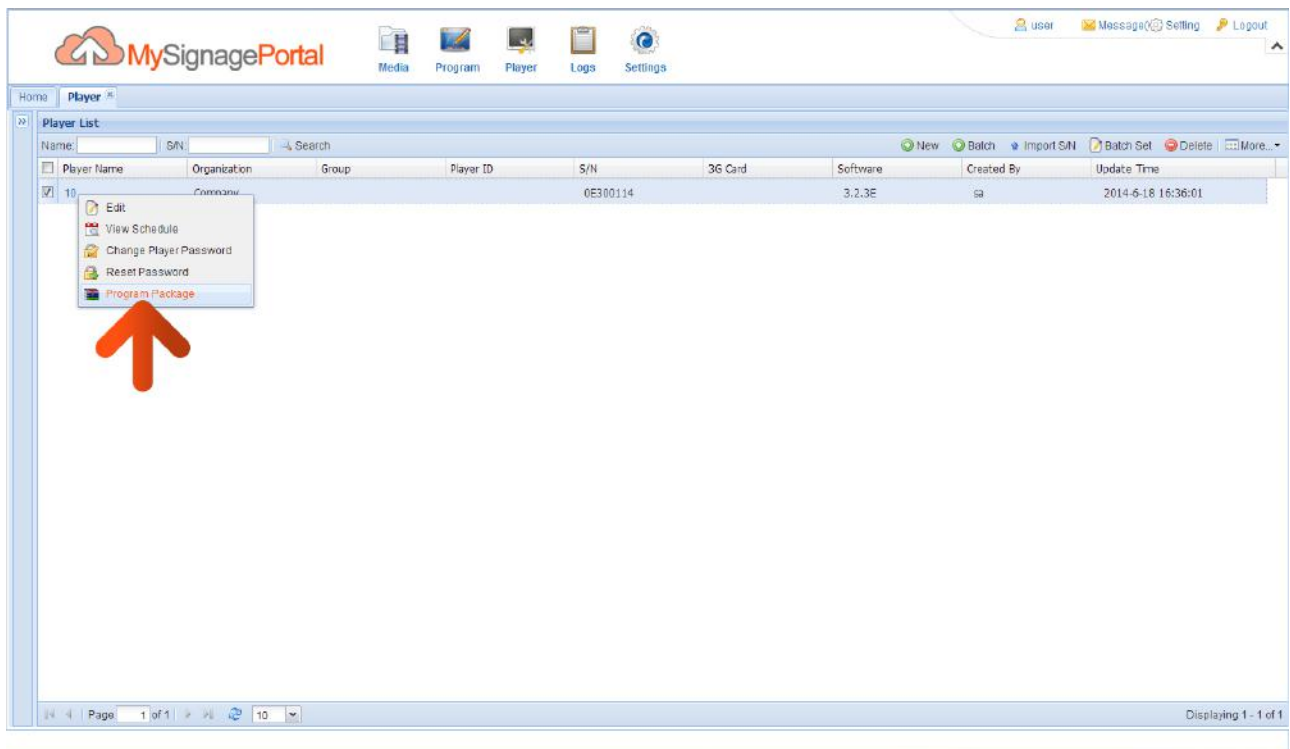 user Message( Setting Logout
MySignagePortal
Media Program Player Logs Settings
Home Player
Player List
Name: S/N: Search New Batch Import S/N Batch Set Delete More...
Player Name Organization Group Player ID S/N 3G Card Software Created By Update Time
10 Company 0E300114 3.2.3E sa 2014-6-18 16:36:01
Edit
View Schedule
Change Player Password
Reset Password
Program Package
Page 1 of 1 10 Displaying 1 - 1 of 1